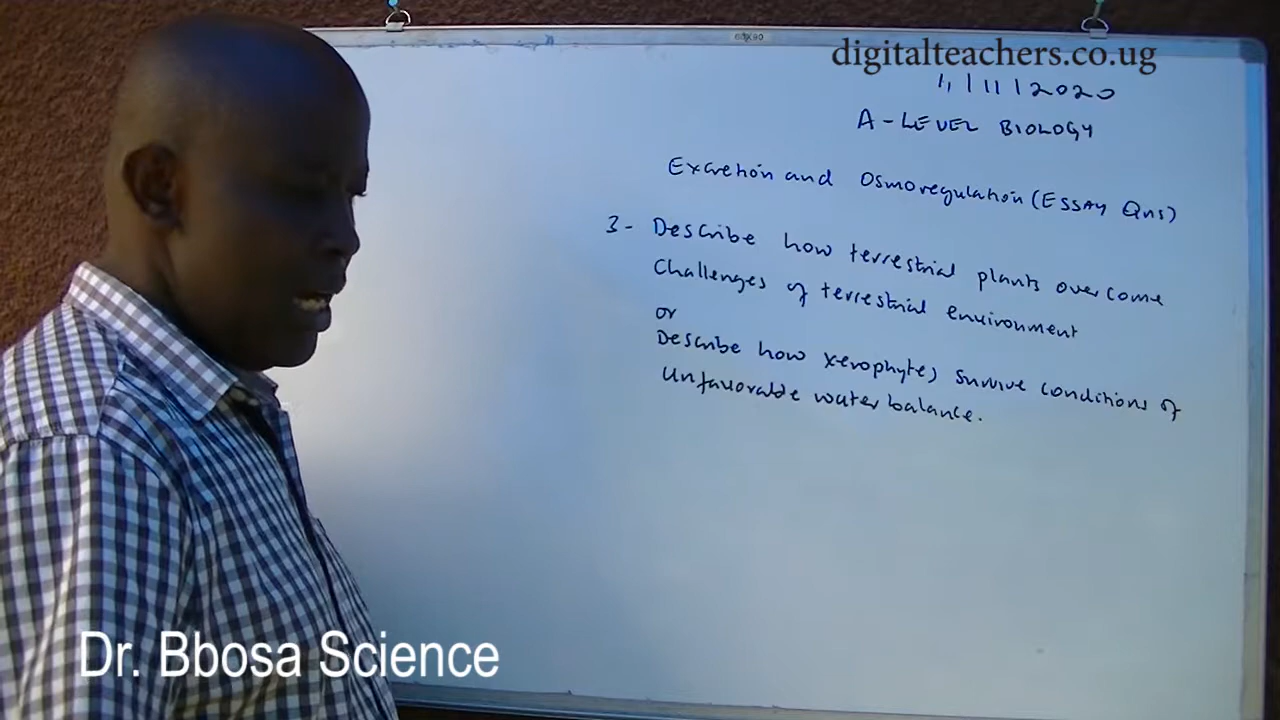 digitalteachers.co.ug
11/11/2020
A-LEVEL BIOLOGY
Excretion and Osmoregulation (ESSAY Qns)
3- Describe how terrestrial plants overcome
Challenges of terrestrial environment
or
Describe how xerophytes survive conditions of
unfavorable water balance.
Dr. Bbosa Science